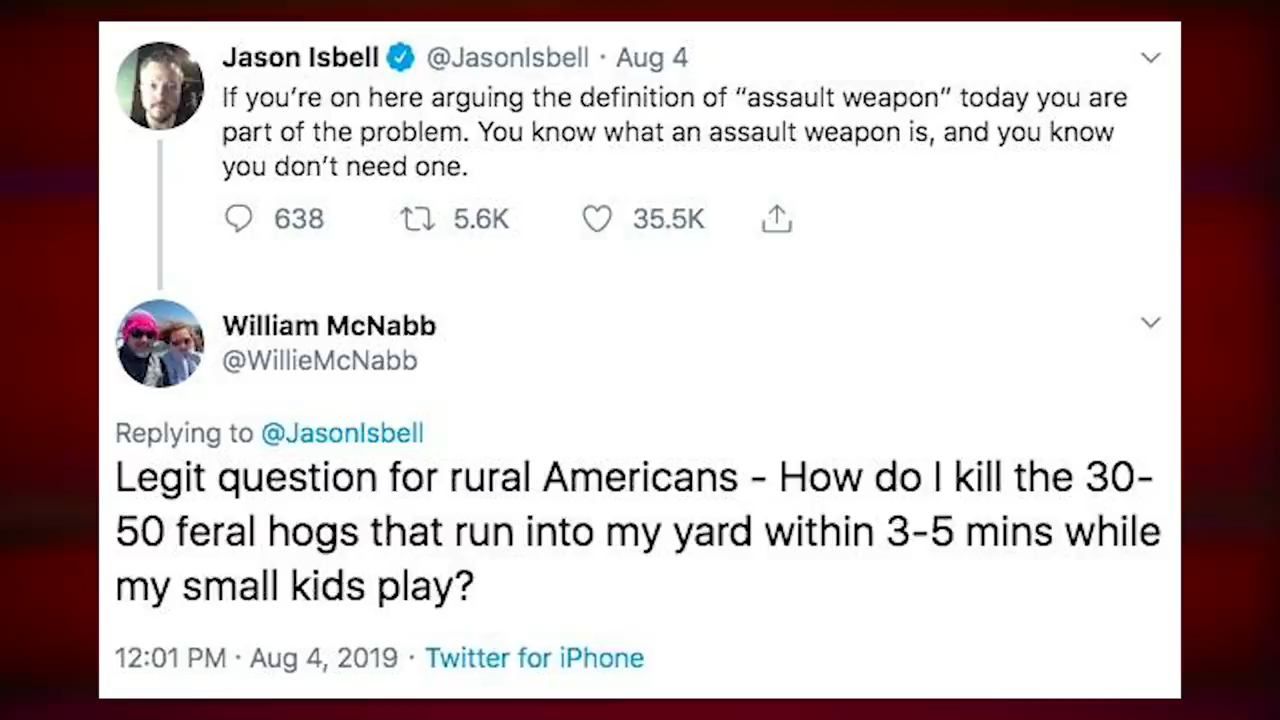 Jason Isbell @JasonIsbell · Aug 4
If you’re on here arguing the definition of “assault weapon” today you are
part of the problem. You know what an assault weapon is, and you know
you don’t need one.
638 5.6K 35.5K
William McNabb
@WillieMcNabb
Replying to @JasonIsbell
Legit question for rural Americans - How do I kill the 30-
50 feral hogs that run into my yard within 3-5 mins while
my small kids play?
12:01 PM · Aug 4, 2019 · Twitter for iPhone